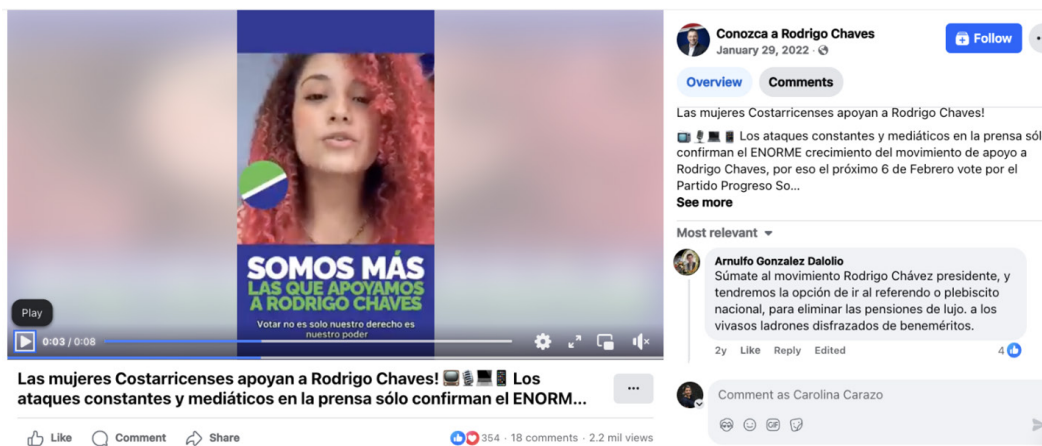 Conozca a Rodrigo Chaves
January 29, 2022
Follow
Overview
Comments
Las mujeres Costarricenses apoyan a Rodrigo Chaves!
Los ataques constantes y mediáticos en la prensa sól
confirman el ENORME crecimiento del movimiento de apoyo a
Rodrigo Chaves, por eso el próximo 6 de Febrero vote por el
Partido Progreso So...
See more
Most relevant
Arnulfo Gonzalez Dalolio
Súmate al movimiento Rodrigo Chávez presidente, y
tendremos la opción de ir al referendo o plebiscito
nacional, para eliminar las pensiones de lujo. a los
vivasos ladrones disfrazados de beneméritos.
2y Like Reply Edited 4
Comment as Carolina Carazo
GIF
SOMOS MÁS
LAS QUE APOYAMOS
A RODRIGO CHAVES
Votar no es solo nuestro derecho es
nuestro poder
Play
0:03 / 0:08
Las mujeres Costarricenses apoyan a Rodrigo Chaves! Los
ataques constantes y mediáticos en la prensa sólo confirman el ENORM...
Like Comment Share
354 · 18 comments · 2.2 mil views